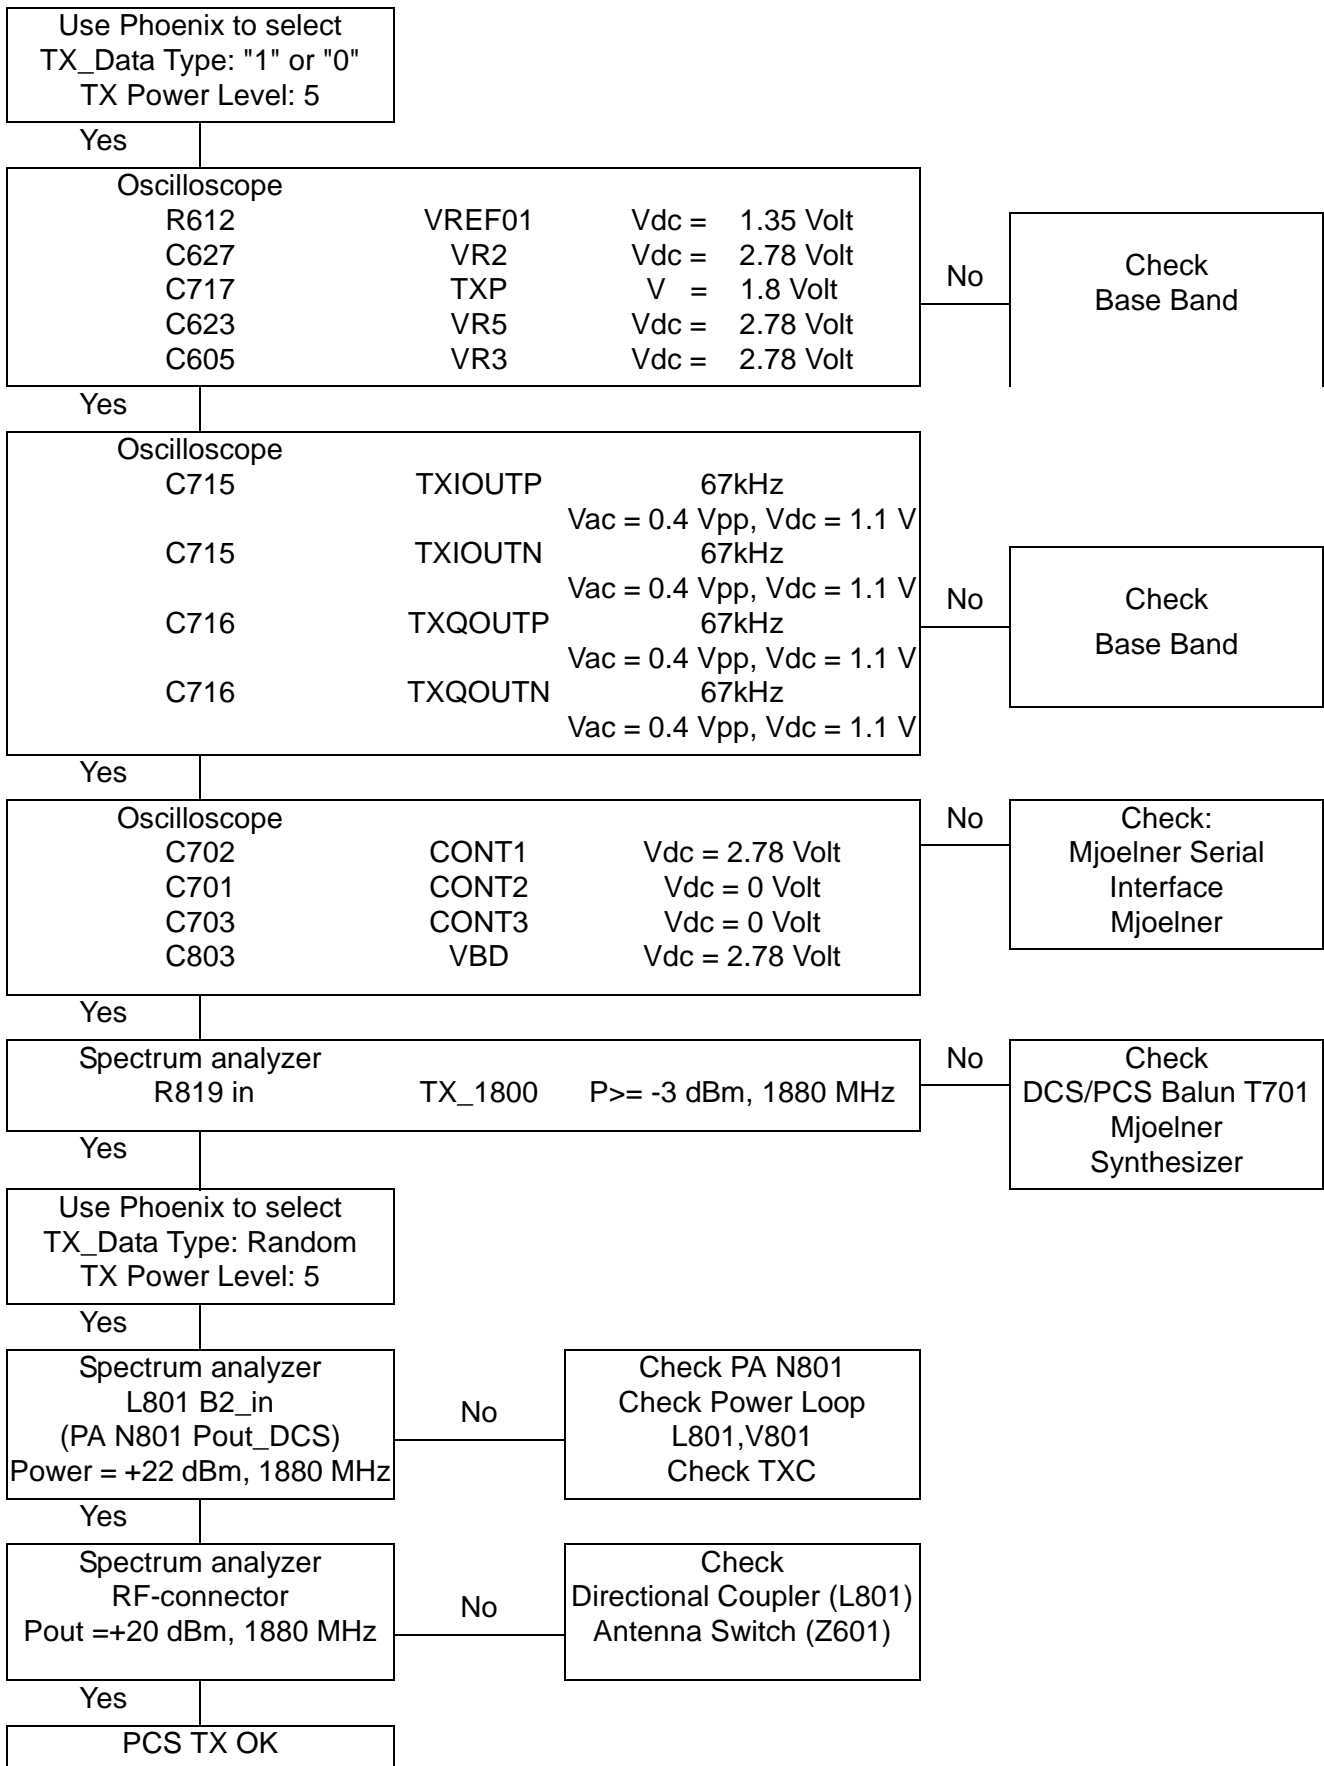 Use Phoenix to select
TX_Data Type: "1" or "0"
TX Power Level: 5
Yes
Oscilloscope
R612 VREF01 Vdc = 1.35 Volt
C627 VR2 Vdc = 2.78 Volt
C717 TXP V = 1.8 Volt
C623 VR5 Vdc = 2.78 Volt
C605 VR3 Vdc = 2.78 Volt
No
Check
Base Band
Yes
Oscilloscope
C715 TXIOUTP 67kHz
Vac = 0.4 Vpp, Vdc = 1.1 V
C715 TXIOUTN 67kHz
Vac = 0.4 Vpp, Vdc = 1.1 V
C716 TXQOUTP 67kHz
Vac = 0.4 Vpp, Vdc = 1.1 V
C716 TXQOUTN 67kHz
Vac = 0.4 Vpp, Vdc = 1.1 V
No
Check
Base Band
Yes
Oscilloscope
C702 CONT1 Vdc = 2.78 Volt
C701 CONT2 Vdc = 0 Volt
C703 CONT3 Vdc = 0 Volt
C803 VBD Vdc = 2.78 Volt
No
Check:
Mjoelner Serial
Interface
Mjoelner
Yes
Spectrum analyzer
R819 in TX_1800 P>= -3 dBm, 1880 MHz
No
Check
DCS/PCS Balun T701
Mjoelner
Synthesizer
Yes
Use Phoenix to select
TX_Data Type: Random
TX Power Level: 5
Yes
Spectrum analyzer
L801 B2_in
(PA N801 Pout_DCS)
Power = +22 dBm, 1880 MHz
No
Check PA N801
Check Power Loop
L801,V801
Check TXC
Yes
Spectrum analyzer
RF-connector
Pout =+20 dBm, 1880 MHz
No
Check
Directional Coupler (L801)
Antenna Switch (Z601)
Yes
PCS TX OK